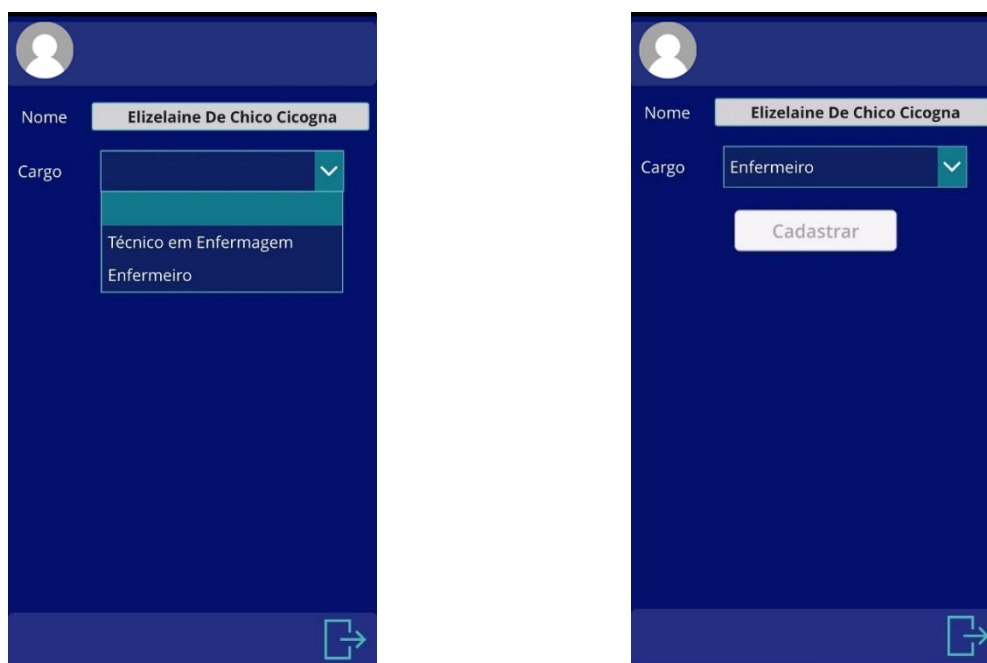 Nome Elizelaine De Chico Cicogna
Cargo
Técnico em Enfermagem
Enfermeiro
Nome Elizelaine De Chico Cicogna
Cargo Enfermeiro
Cadastrar